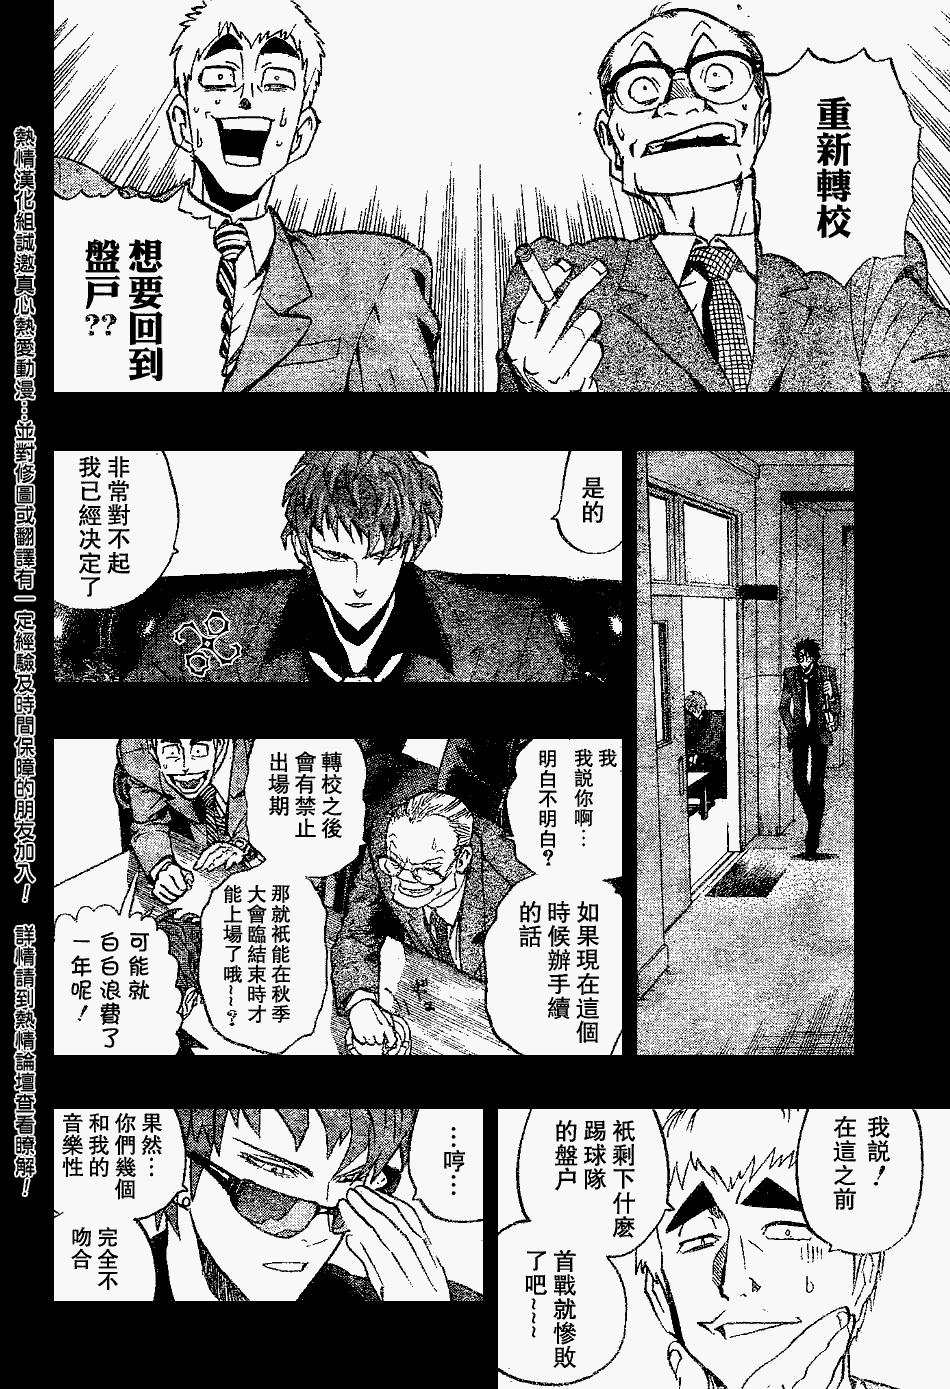 重新轉校
想要回到
盤戸??
是的
非常對不起
我已經決定了
我
我說你啊…
明白不明白?
如果現在這個
時候辦手續
的話
轉校之後
會有禁止
出場期
那就衹能在秋季
大會臨結束時才
能上場了哦~~?
可能就
白白浪費了
一年呢!
我說!
在這之前
衹剩下什麽
踢球隊
的盤户
首戰就慘敗
了吧~~~
…哼…
果然…
你們幾個
和我的
音樂性
完全不
吻合
熱情漢化組誠邀真心熱愛動漫…並對修圖或翻譯有一定經驗及時間保障的朋友加入! 詳情請到熱情論壇查看瞭解!